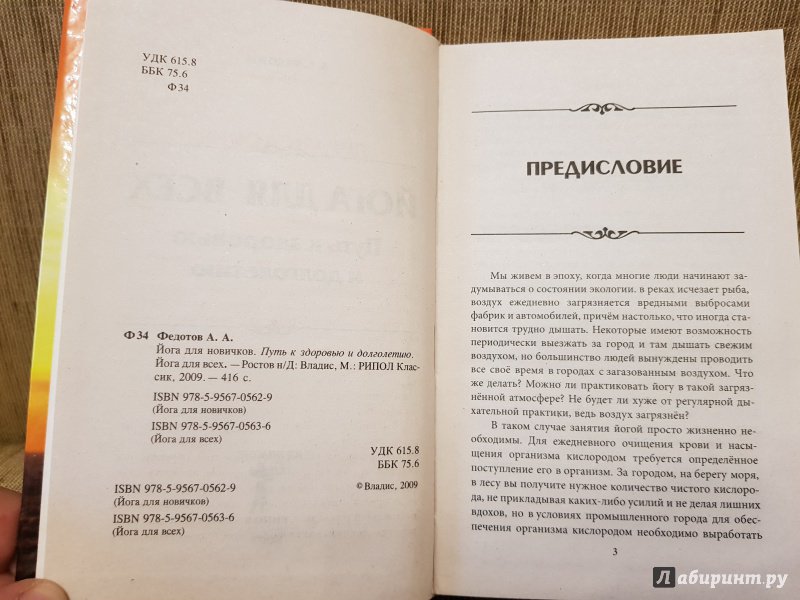 УДК 615.8
ББК 75.6
Ф 34
ЙОГА ДЛЯ ВСЕХ
Ф 34 Федотов А. А.
Йога для новичков. Путь к здоровью и долголетию.
Йога для всех. — Ростов н/Д: Владис, М.: РИПОЛ Клас-
сик, 2009. — 416 с.
ISBN 978-5-9567-0562-9
(Йога для новичков)
ISBN 978-5-9567-0563-6
(Йога для всех)
УДК 615.8
ББК 75.6
ISBN 978-5-9567-0562-9
(Йога для новичков)
ISBN 978-5-9567-0563-6
(Йога для всех)
© Владис, 2009
ПРЕДИСЛОВИЕ
Мы живем в эпоху, когда многие люди начинают за-
думываться о состоянии экологии. в реках исчезает рыба,
воздух ежедневно загрязняется вредными выбросами
фабрик и автомобилей, причём настолько, что иногда ста-
новится трудно дышать. Некоторые имеют возможность
периодически выезжать за город и там дышать свежим
воздухом, но большинство людей вынуждены проводить
все своё время в городах с загазованным воздухом. Что
же делать? Можно ли практиковать йогу в такой загряз-
нённой атмосфере? Не будет ли хуже от регулярной ды-
хательной практики, ведь воздух загрязнён?
В таком случае занятия йогой просто жизненно не-
обходимы. Для ежедневного очищения крови и насы-
щения организма кислородом требуется определённое
поступление его в организм. За городом, на берегу моря,
в лесу вы получите нужное количество чистого кислоро-
да, не прикладывая каких-либо усилий и не делая лишних
вдохов, но в условиях промышленного города для обес-
печения организма кислородом необходимо выработать
3
Лабиринт.ру